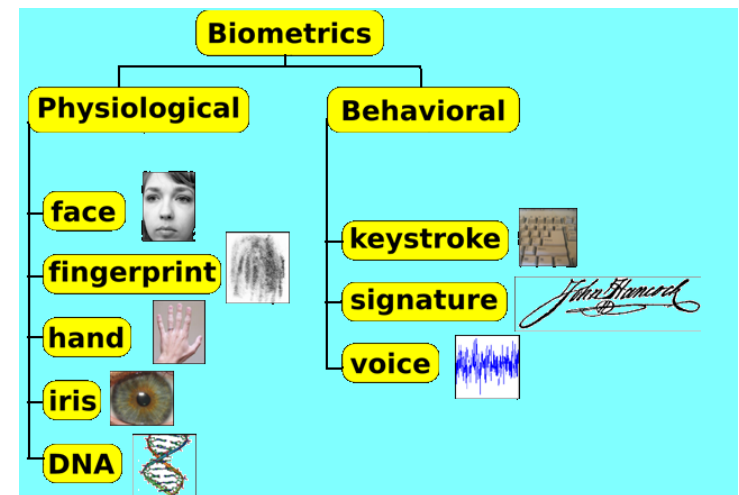 Biometrics
Physiological
Behavioral
face
fingerprint
hand
iris
DNA
keystroke
signature
John Hancock
voice